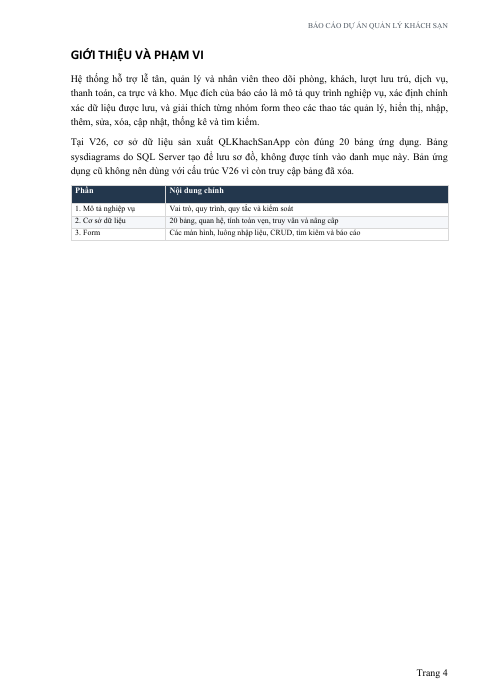 BÁO CÁO DỰ ÁN QUẢN LÝ KHÁCH SẠN
GIỚI THIỆU VÀ PHẠM VI
Hệ thống hỗ trợ lễ tân, quản lý và nhân viên theo dõi phòng, khách, lượt lưu trú, dịch vụ,
thanh toán, ca trực và kho. Mục đích của báo cáo là mô tả quy trình nghiệp vụ, xác định chính
xác dữ liệu được lưu, và giải thích từng nhóm form theo các thao tác quản lý, hiển thị, nhập,
thêm, sửa, xóa, cập nhật, thống kê và tìm kiếm.
Tại V26, cơ sở dữ liệu sản xuất QLKhachSanApp còn đúng 20 bảng ứng dụng. Bảng
sysdiagrams do SQL Server tạo để lưu sơ đồ, không được tính vào danh mục này. Bản ứng
dụng cũ không nên dùng với cấu trúc V26 vì còn truy cập bảng đã xóa.
Phần Nội dung chính
1. Mô tả nghiệp vụ Vai trò, quy trình, quy tắc và kiểm soát
2. Cơ sở dữ liệu 20 bảng, quan hệ, tính toàn vẹn, truy vấn và nâng cấp
3. Form Các màn hình, luồng nhập liệu, CRUD, tìm kiếm và báo cáo
Trang 4